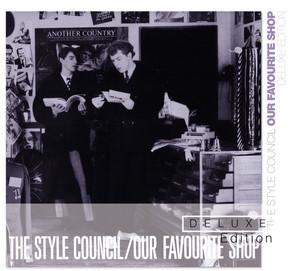 ANOTHER COUNTRY
THE STYLE COUNCIL OUR FAVOURITE SHOP
DELUXE EDITION
DELUXE
Edition
THE STYLE COUNCIL/OUR FAVOURITE SHOP